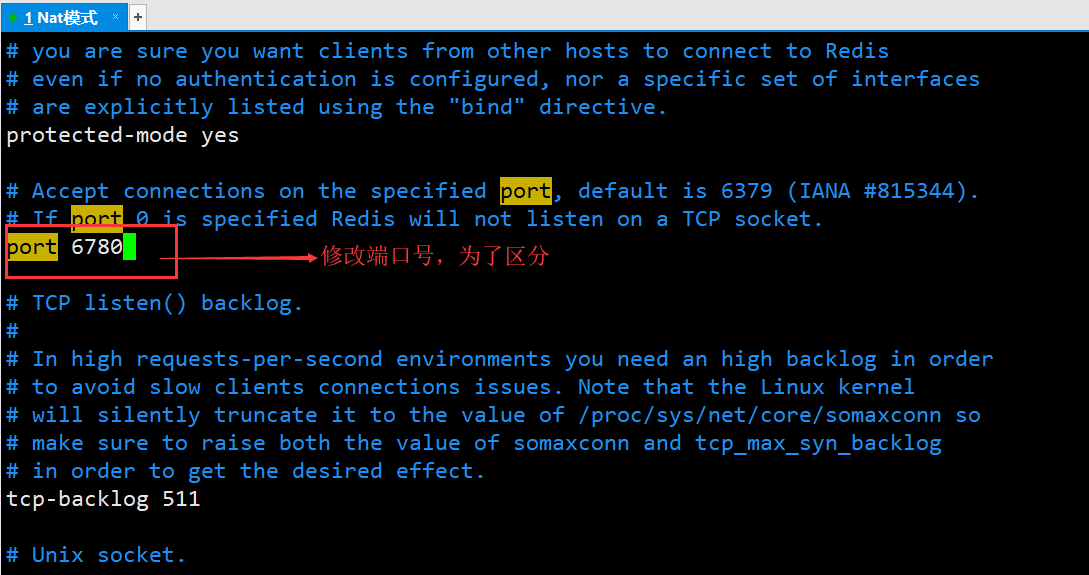 1 Nat模式 × +
# you are sure you want clients from other hosts to connect to Redis
# even if no authentication is configured, nor a specific set of interfaces
# are explicitly listed using the "bind" directive.
protected-mode yes
# Accept connections on the specified port, default is 6379 (IANA #815344).
# If port 0 is specified Redis will not listen on a TCP socket.
port 6780 修改端口号，为了区分
# TCP listen() backlog.
#
# In high requests-per-second environments you need an high backlog in order
# to avoid slow clients connections issues. Note that the Linux kernel
# will silently truncate it to the value of /proc/sys/net/core/somaxconn so
# make sure to raise both the value of somaxconn and tcp_max_syn_backlog
# in order to get the desired effect.
tcp-backlog 511
# Unix socket.